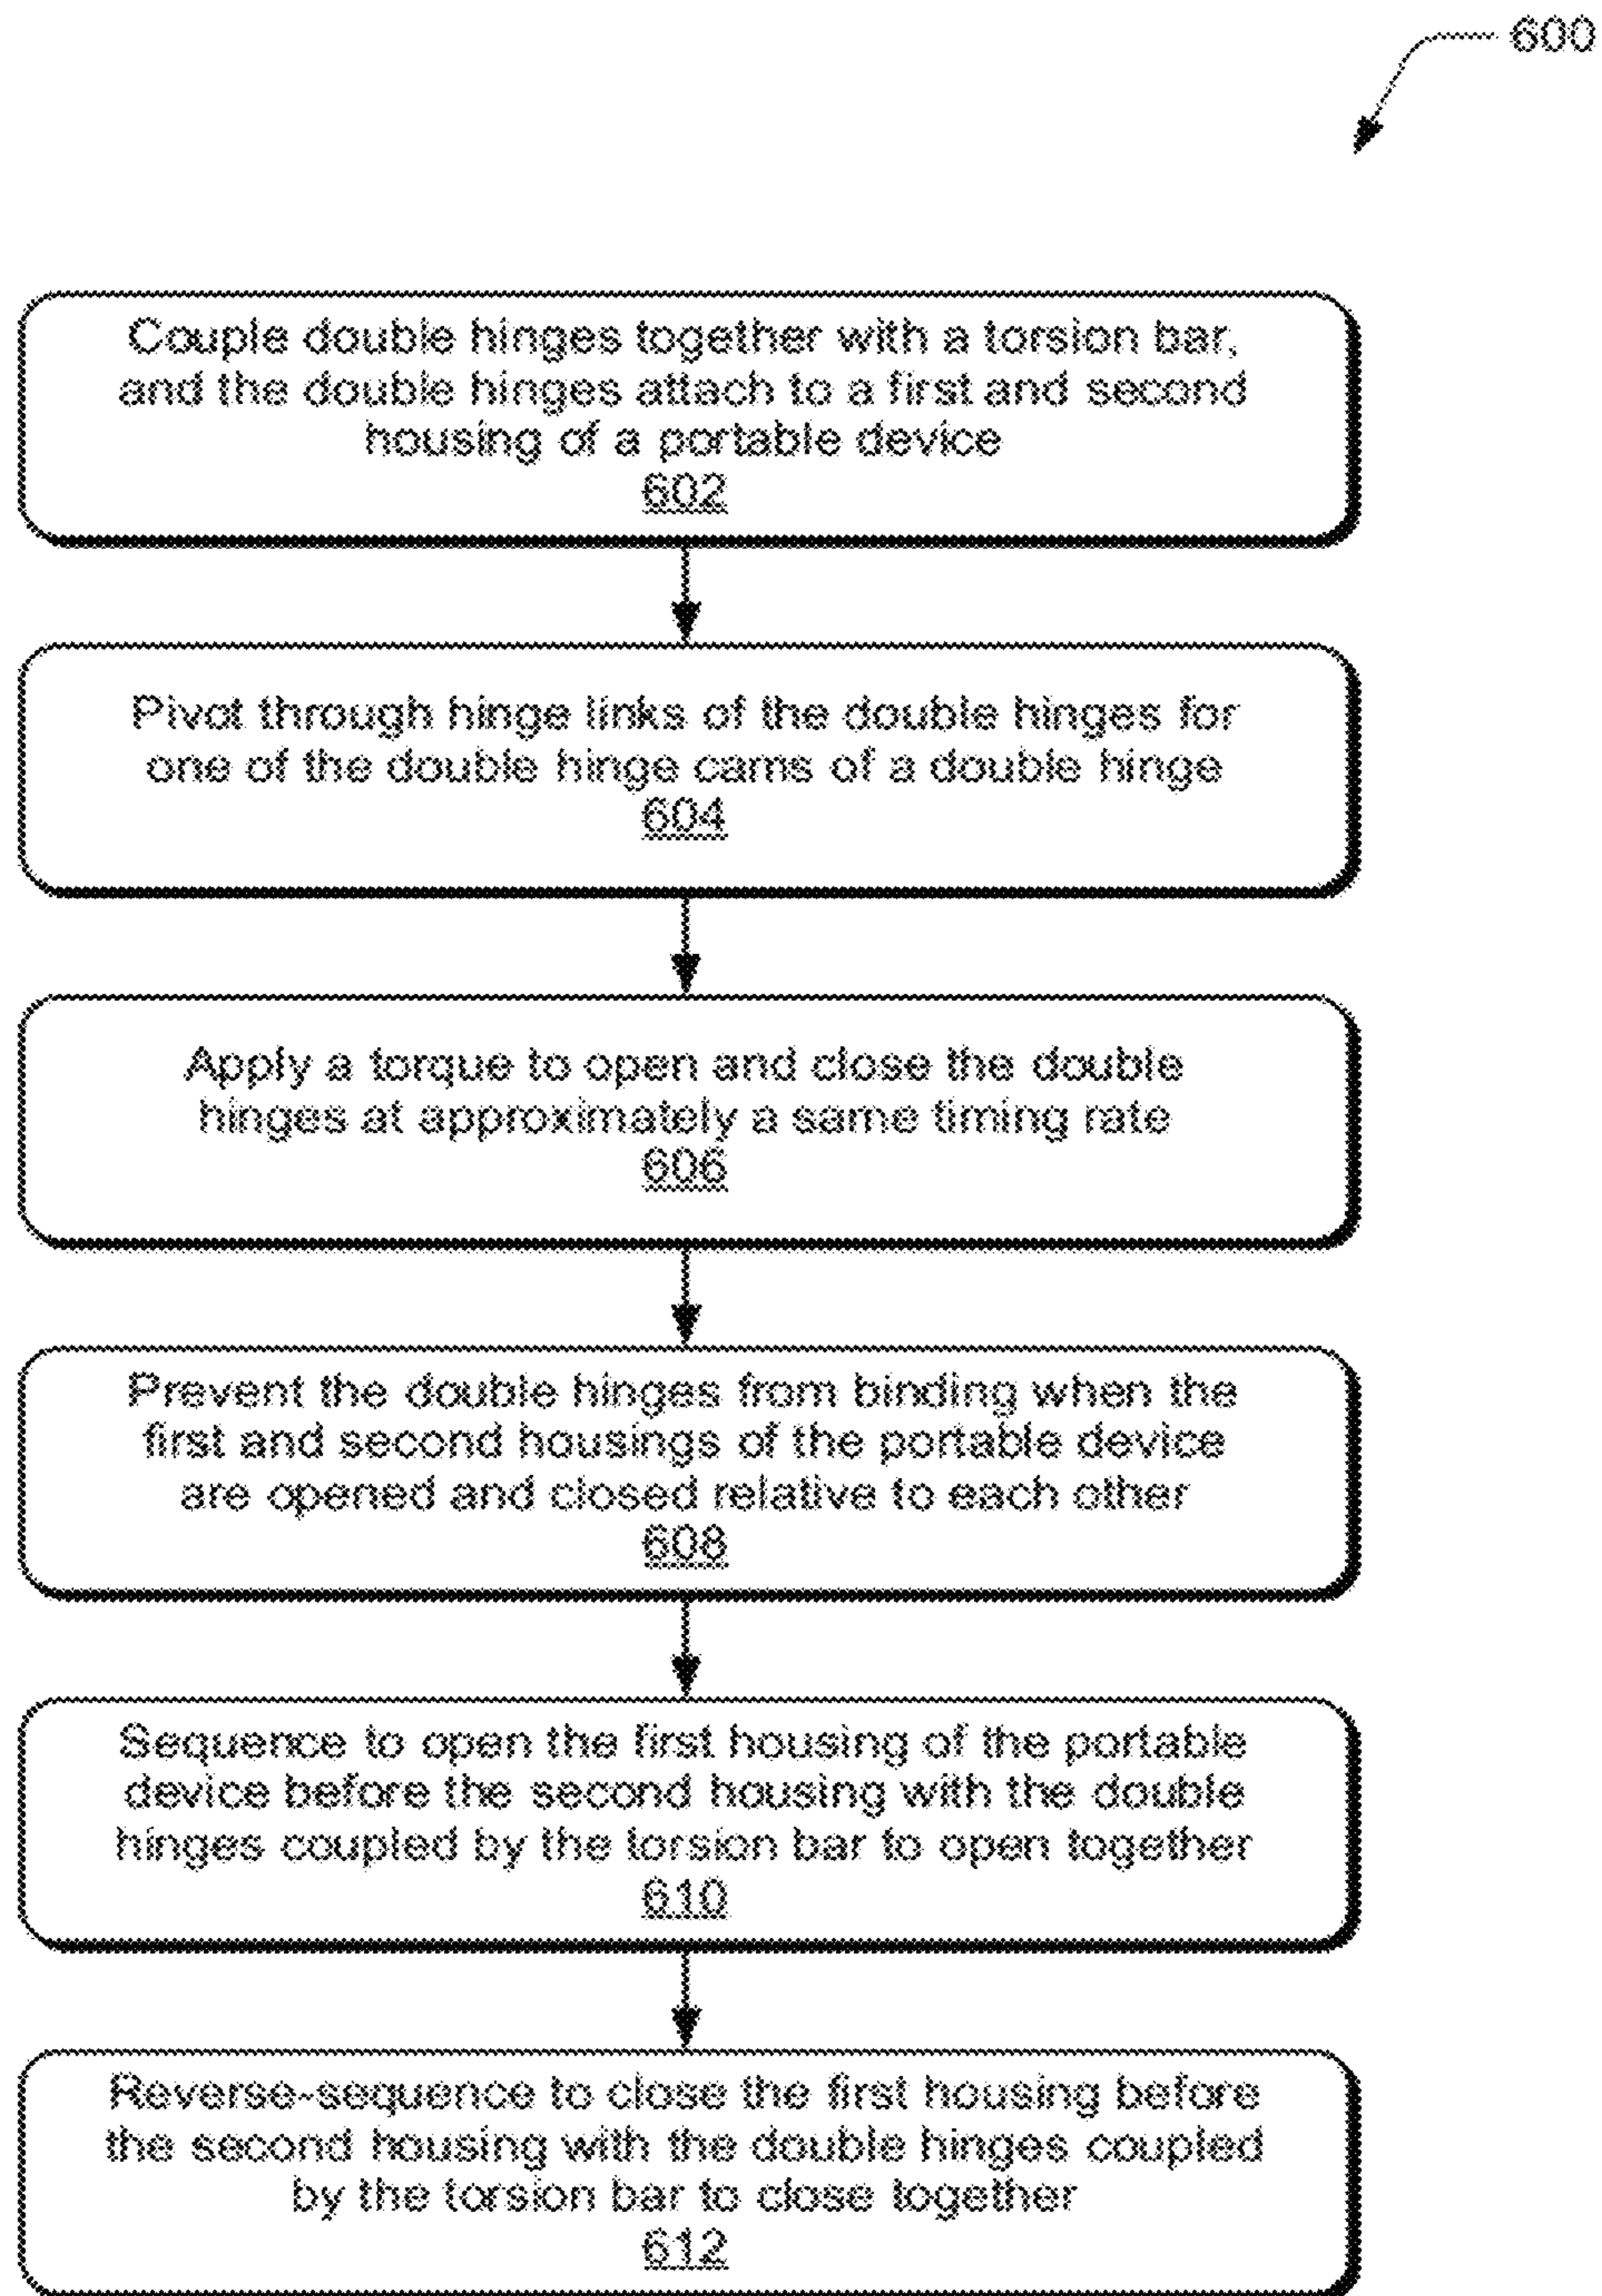 600
Couple double hinges together with a torsion bar,
and the double hinges attach to a first and second
housing of a portable device
602
Pivot through hinge links of the double hinges for
one of the double hinge cams of a double hinge
604
Apply a torque to open and close the double
hinges at approximately a same timing rate
606
Prevent the double hinges from binding when the
first and second housings of the portable device
are opened and closed relative to each other
608
Sequence to open the first housing of the portable
device before the second housing with the double
hinges coupled by the torsion bar to open together
610
Reverse-sequence to close the first housing before
the second housing with the double hinges coupled
by the torsion bar to close together
612